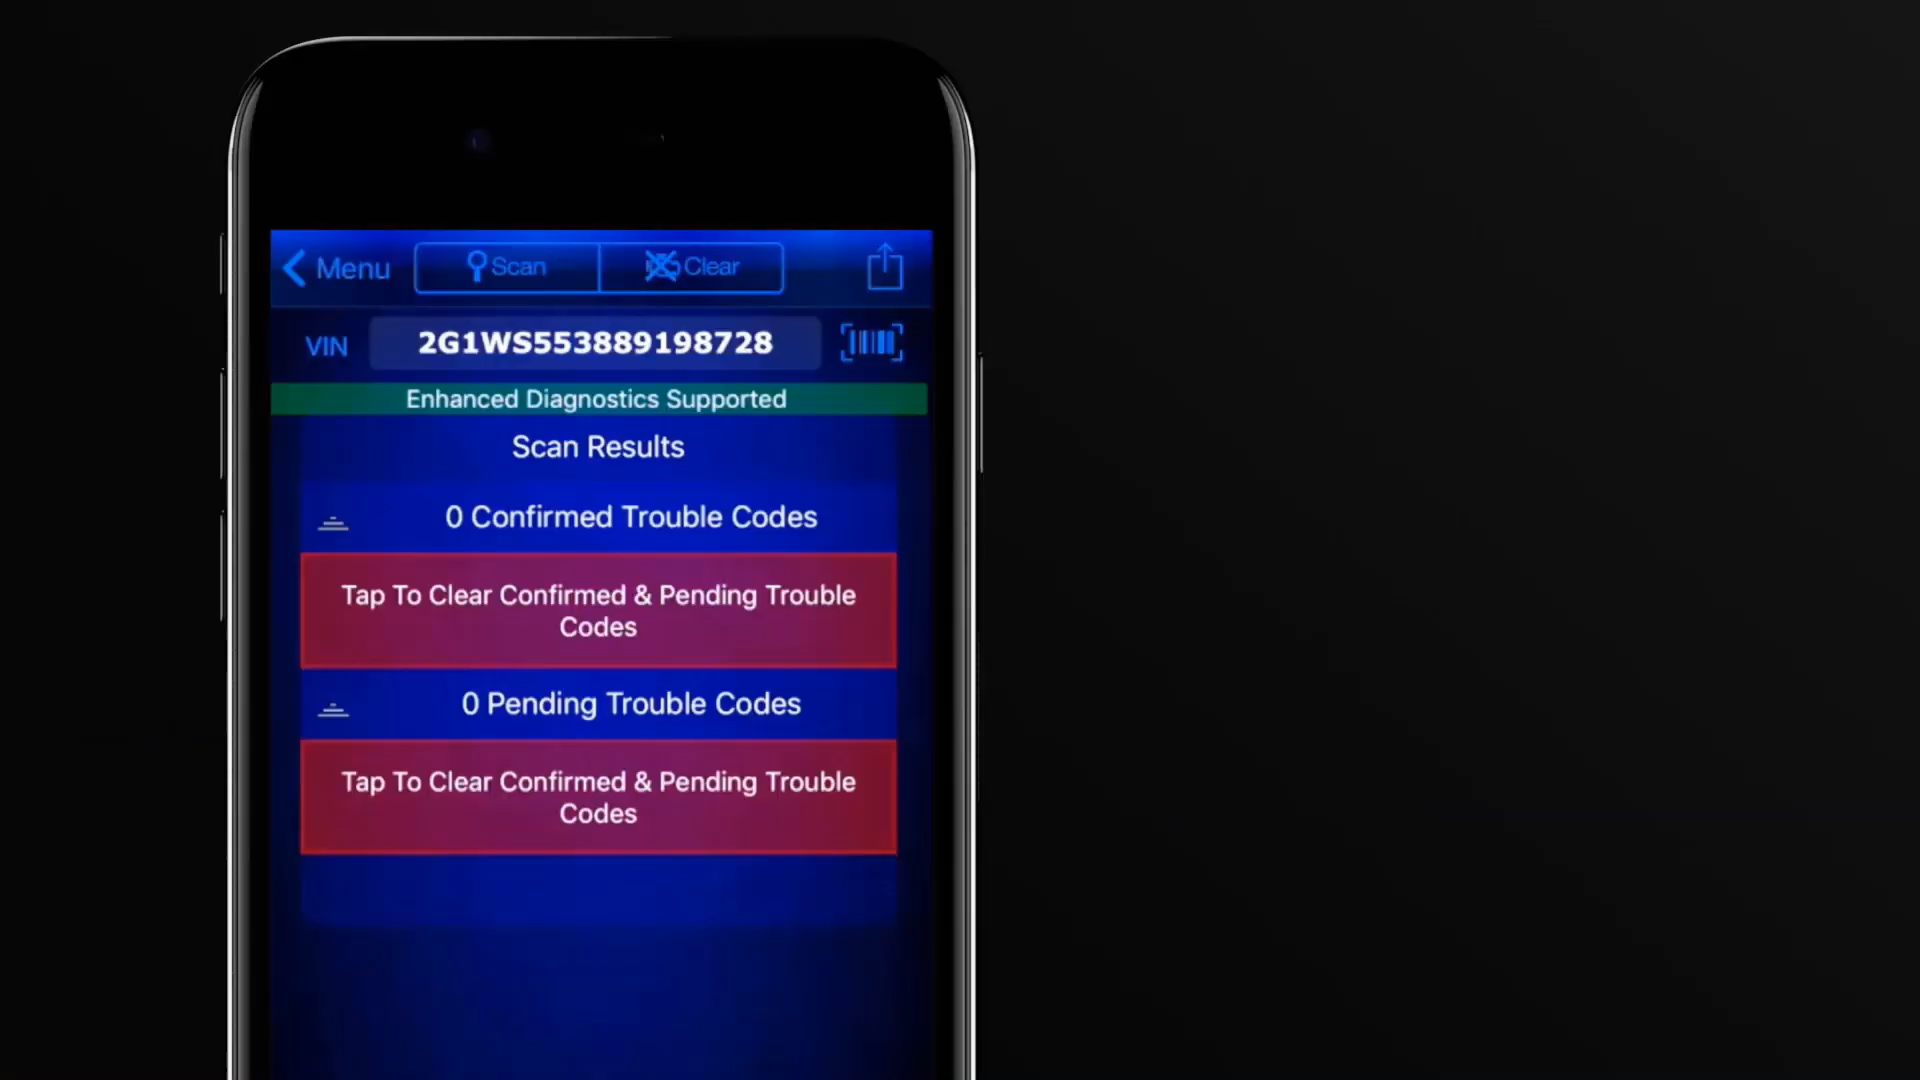 Menu
Scan
Clear
VIN
2G1WS553889198728
Enhanced Diagnostics Supported
Scan Results
0 Confirmed Trouble Codes
Tap To Clear Confirmed & Pending Trouble
Codes
0 Pending Trouble Codes
Tap To Clear Confirmed & Pending Trouble
Codes